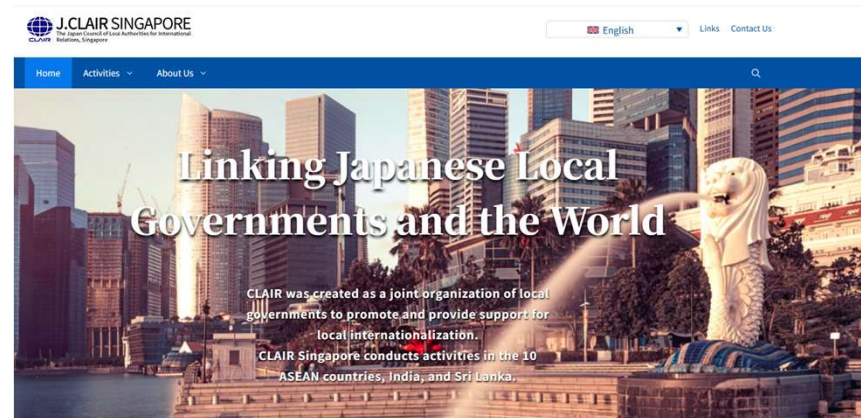 J.CLAIR SINGAPORE
The Japan Council of Local Authorities for International
Relations, Singapore
CLAIR
English
Links
Contact Us
Home
Activities
About Us
Linking Japanese Local
Governments and the World
CLAIR was created as a joint organization of local
governments to promote and provide support for
local internationalization.
CLAIR Singapore conducts activities in the 10
ASEAN countries, India, and Sri Lanka.